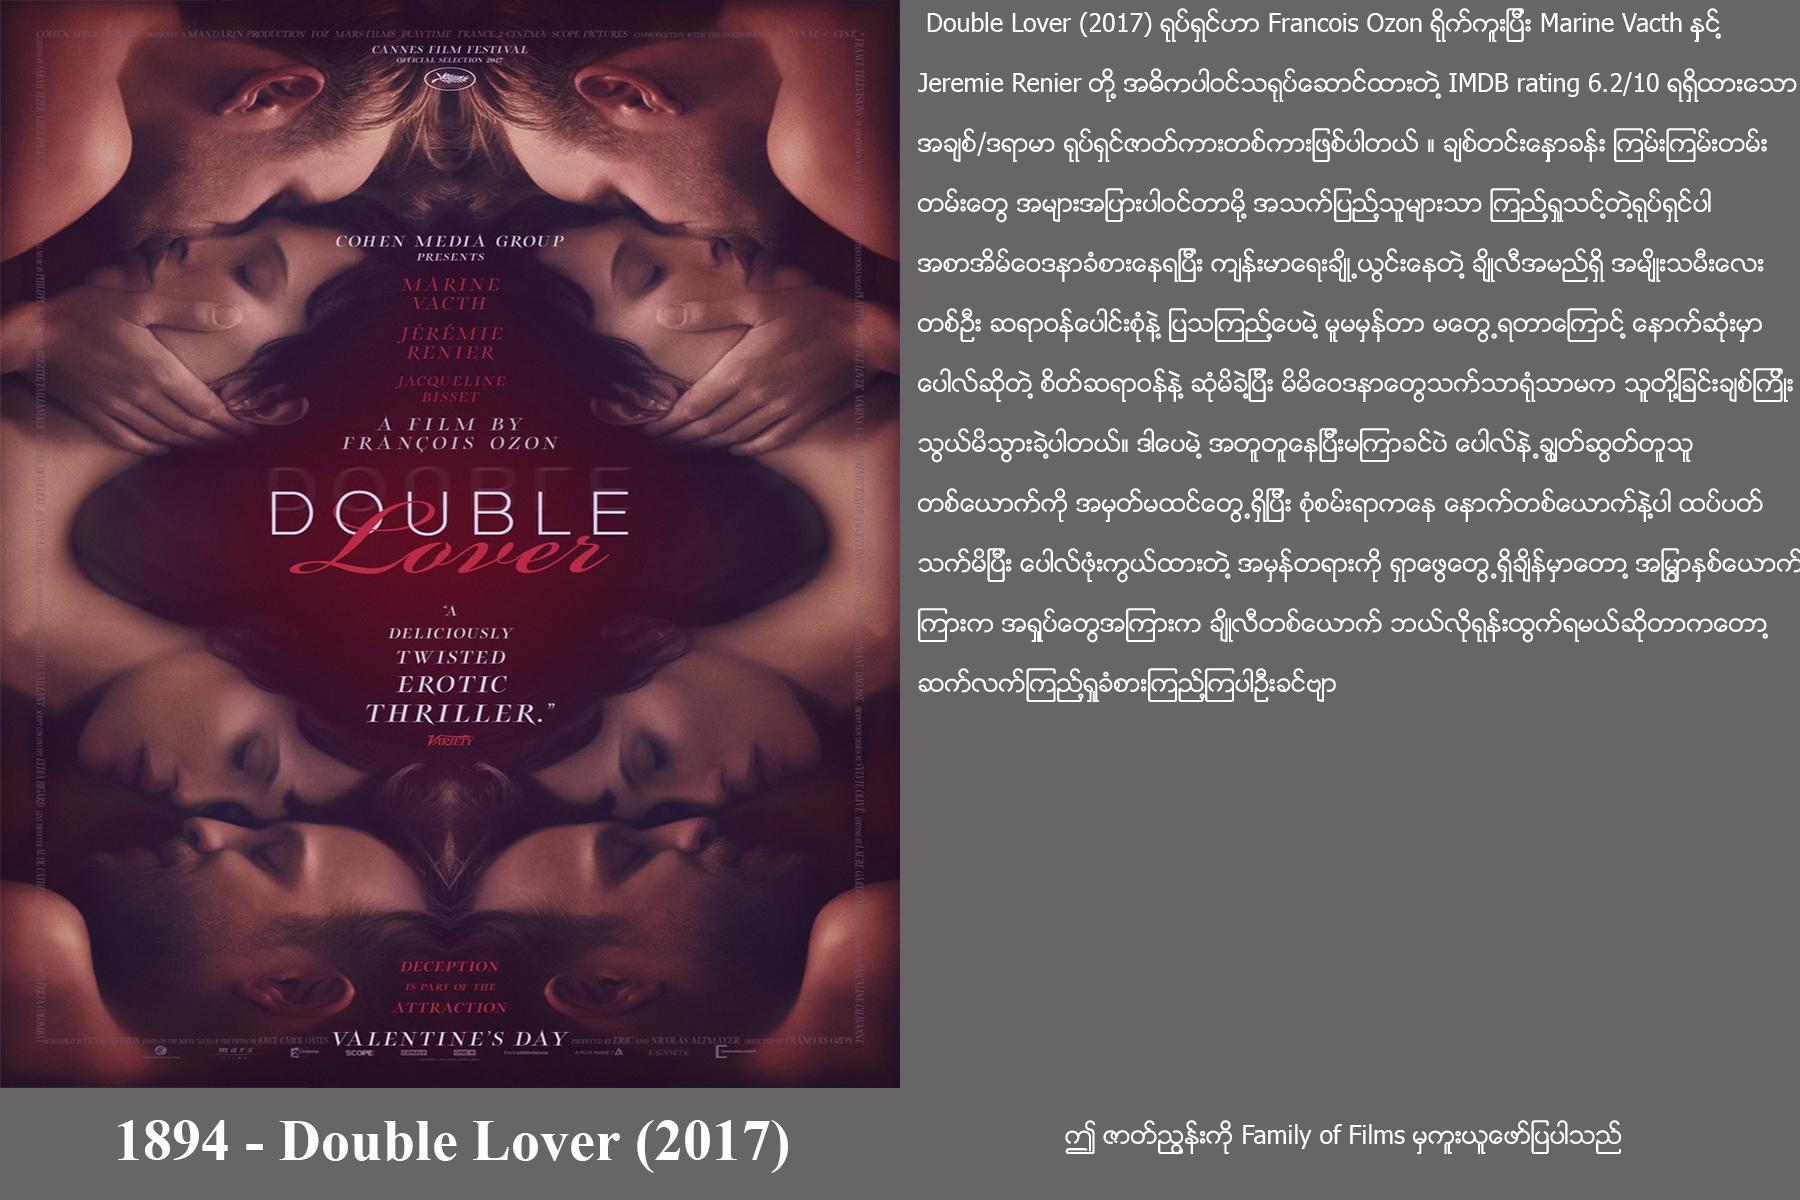 CANNES FILM FESTIVAL
OFFICIAL SELECTION 2017
COHEN MEDIA GROUP
PRESENTS
MARINE
VACTH
JÉRÉMIE
RENIER
JACQUELINE
BISSET
A FILM BY
FRANÇOIS OZON
DOUBLE
Lover
“A
DELICIOUSLY
TWISTED
EROTIC
THRILLER.”
VARIETY
DECEPTION
IS PART OF THE
ATTRACTION
VALENTINE’S DAY
1894 - Double Lover (2017)
Double Lover (2017) ရုပ်ရှင်ဟာ Francois Ozon ရိုက်ကူးပြီး Marine Vacth နှင့်
Jeremie Renier တို့ အဓိကပါဝင်သရုပ်ဆောင်ထားတဲ့ IMDB rating 6.2/10 ရရှိထားသော
အချစ်/ဒရာမာ ရုပ်ရှင်ဇာတ်ကားတစ်ကားဖြစ်ပါတယ် ။ ချစ်တင်းနှောခန်း ကြမ်းကြမ်းတမ်း
တမ်းတွေ အများအပြားပါဝင်တာမို့ အသက်ပြည့်သူများသာ ကြည့်ရှုသင့်တဲ့ရုပ်ရှင်ပါ
အစာအိမ်ဝေဒနာခံစားနေရပြီး ကျန်းမာရေးချို့ယွင်းနေတဲ့ ချိုလီအမည်ရှိ အမျိုးသမီးလေး
တစ်ဦး ဆရာဝန်ပေါင်းစုံနဲ့ ပြသကြည့်ပေမဲ့ မူမမှန်တာ မတွေ့ရတာကြောင့် နောက်ဆုံးမှာ
ပေါလ်ဆိုတဲ့ စိတ်ဆရာဝန်နဲ့ ဆုံမိခဲ့ပြီး မိမိဝေဒနာတွေသက်သာရုံသာမက သူတို့ခြင်းချစ်ကြိုး
သွယ်မိသွားခဲ့ပါတယ်။ ဒါပေမဲ့ အတူတူနေပြီးမကြာခင်ပဲ ပေါလ်နဲ့ချွတ်ဆွတ်တူသူ
တစ်ယောက်ကို အမှတ်မထင်တွေ့ရှိပြီး စုံစမ်းရာကနေ နောက်တစ်ယောက်နဲ့ပါ ထပ်ပတ်
သက်မိပြီး ပေါလ်ဖုံးကွယ်ထားတဲ့ အမှန်တရားကို ရှာဖွေတွေ့ရှိချိန်မှာတော့ အမြွှာနှစ်ယောက်
ကြားက အရှုပ်တွေအကြားက ချိုလီတစ်ယောက် ဘယ်လိုရုန်းထွက်ရမယ်ဆိုတာကတော့
ဆက်လက်ကြည့်ရှုခံစားကြည့်ကြပါဦးခင်ဗျာ
ဤ ဇာတ်ညွှန်းကို Family of Films မှကူးယူဖော်ပြပါသည်